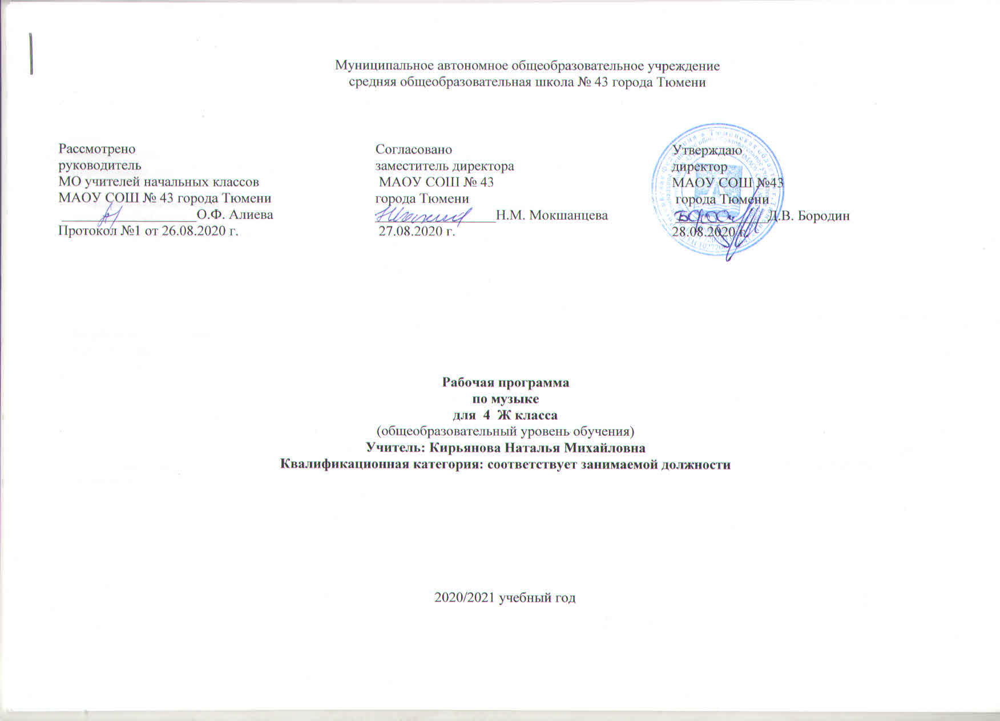 Муниципальное автономное общеобразовательное учреждение
средняя общеобразовательная школа № 43 города Тюмени
Рассмотрено
руководитель
МО учителей начальных классов
МАОУ СОШ № 43 города Тюмени
О.Ф. Алиева
Протокол №1 от 26.08.2020 г.
Согласовано
заместитель директора
МАОУ СОШ № 43
города Тюмени
Н.М. Мокшанцева
27.08.2020 г.
Утверждаю
директор
МАОУ СОШ №43
города Тюмени
Д.В. Бородин
28.08.2020 г.
Рабочая программа
по музыке
для 4 Ж класса
(общеобразовательный уровень обучения)
Учитель: Кирьянова Наталья Михайловна
Квалификационная категория: соответствует занимаемой должности
2020/2021 учебный год